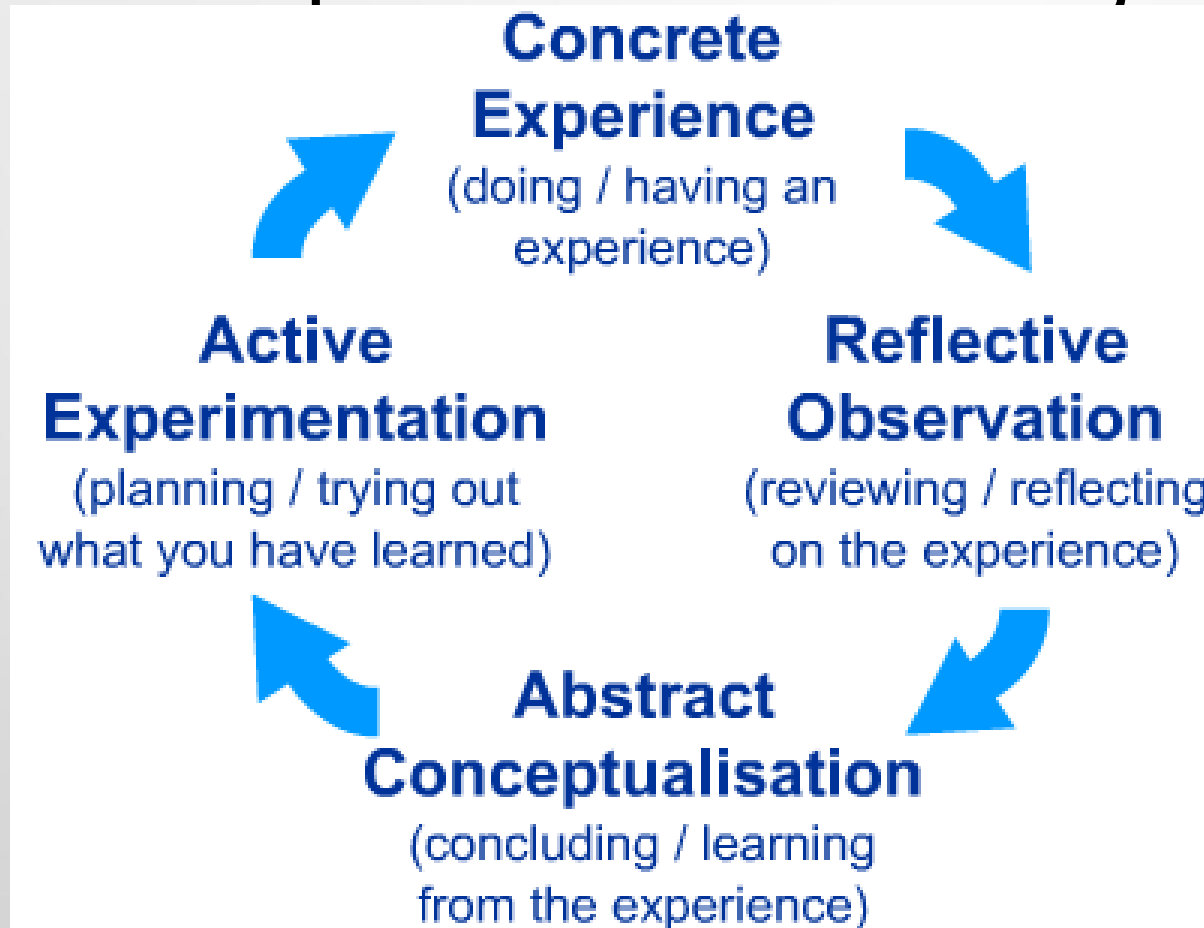 Concrete
Experience
(doing / having an
experience)
Reflective
Observation
(reviewing / reflecting
on the experience)
Abstract
Conceptualisation
(concluding / learning
from the experience)
Active
Experimentation
(planning / trying out
what you have learned)